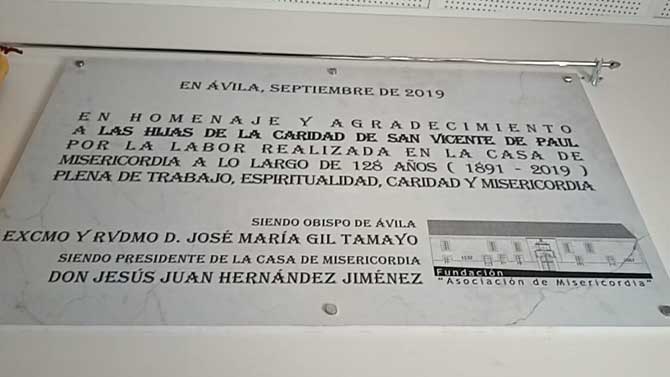 EN ÁVILA, SEPTIEMBRE DE 2019
EN HOMENAJE Y AGRADECIMIENTO
A LAS HIJAS DE LA CARIDAD DE SAN VICENTE DE PAUL
POR LA LABOR REALIZADA EN LA CASA DE
MISERICORDIA A LO LARGO DE 128 AÑOS ( 1891 - 2019 )
PLENA DE TRABAJO, ESPIRITUALIDAD, CARIDAD Y MISERICORDIA
SIENDO OBISPO DE ÁVILA
EXCMO Y RVDMO D. JOSÉ MARÍA GIL TAMAYO
SIENDO PRESIDENTE DE LA CASA DE MISERICORDIA
DON JESÚS JUAN HERNÁNDEZ JIMÉNEZ
Fundación
"Asociación de Misericordia"